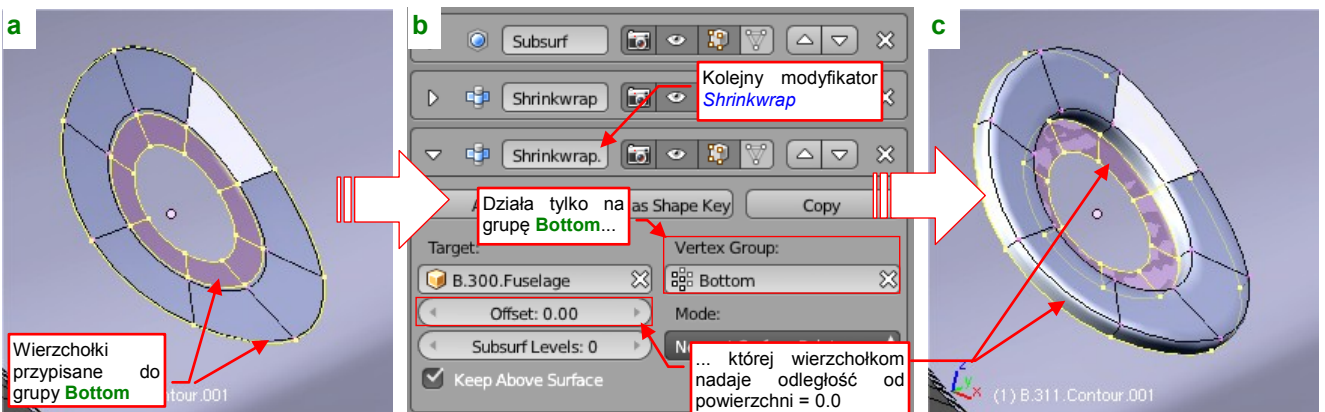 a
b
c
Subsurf
Kolejny modyfikator
Shrinkwrap
Shrinkwrap
Shrinkwrap.
Działa tylko na
grupę Bottom...
as Shape Key
Copy
Target:
Vertex Group:
B.300.Fuselage
Bottom
Offset: 0.00
Mode:
Subsurf Levels: 0
Keep Above Surface
Wierzchołki
przypisane do
grupy Bottom
tour.001
... której wierzchołkom
nadaje odległość od
powierzchni = 0.0
z
y
x
(1) B.311.Contour.001